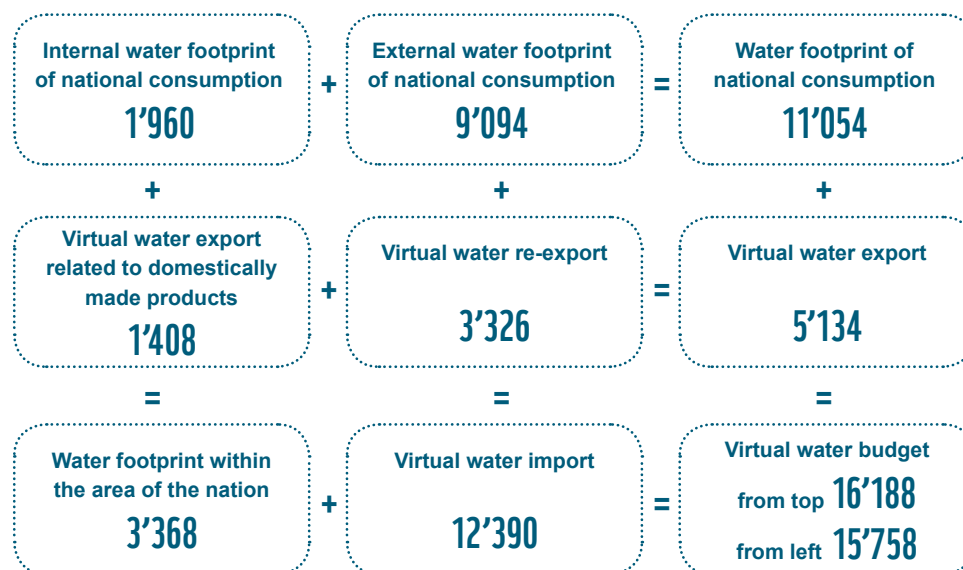 Internal water footprint
of national consumption
1’960
+
External water footprint
of national consumption
9’094
=
Water footprint of
national consumption
11’054
+
+
+
Virtual water export
related to domestically
made products
1’408
+
Virtual water re-export
3’326
=
Virtual water export
5’134
=
=
=
Water footprint within
the area of the nation
3’368
+
Virtual water import
12’390
=
Virtual water budget
from top 16’188
from left 15’758